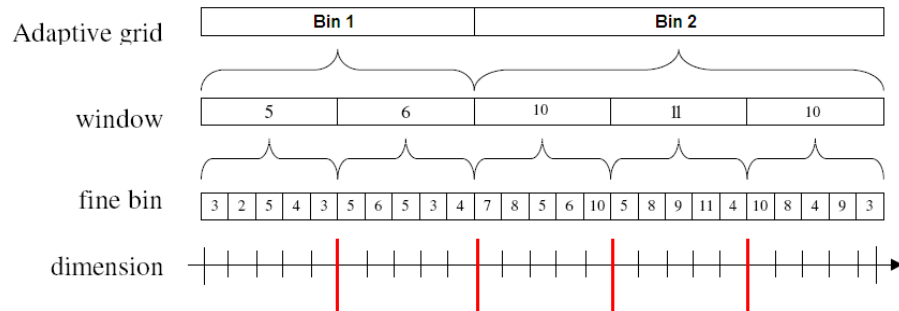 Adaptive grid Bin 1 Bin 2
window 5 6 10 11 10
fine bin 3 2 5 4 3 5 6 5 3 4 7 8 5 6 10 5 8 9 11 4 10 8 4 9 3
dimension